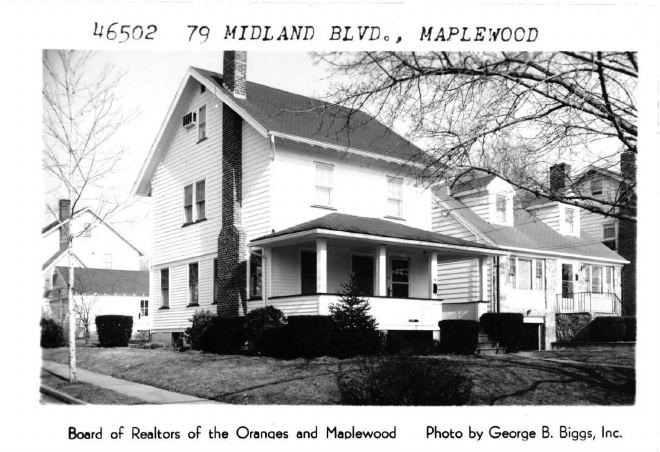 46502 79 MIDLAND BLVD., MAPLEWOOD
Board of Realtors of the Oranges and Maplewood Photo by George B. Biggs, Inc.